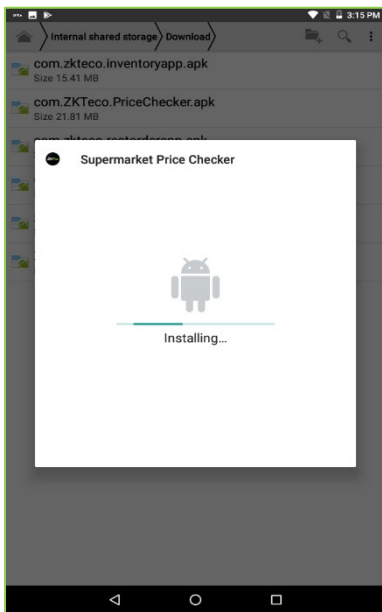 3:15 PM
Internal shared storage Download
com.zkteco.inventoryapp.apk
Size 15.41 MB
com.ZKTeco.PriceChecker.apk
Size 21.81 MB
Supermarket Price Checker
Installing...